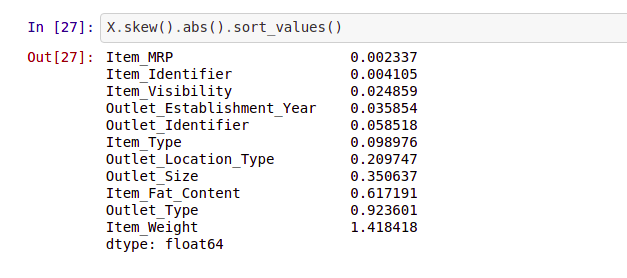 In [27]: X.skew().abs().sort_values()
Out[27]: Item_MRP 0.002337
Item_Identifier 0.004105
Item_Visibility 0.024859
Outlet_Establishment_Year 0.035854
Outlet_Identifier 0.058518
Item_Type 0.098976
Outlet_Location_Type 0.209747
Outlet_Size 0.350637
Item_Fat_Content 0.617191
Outlet_Type 0.923601
Item_Weight 1.418418
dtype: float64